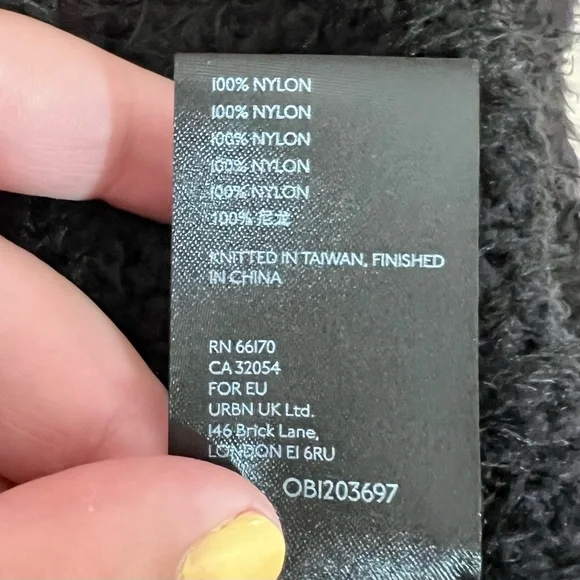 100% NYLON
100% NYLON
100% NYLON
100% NYLON
100% NYLON
100% 尼龙
KNITTED IN TAIWAN, FINISHED
IN CHINA
RN 66170
CA 32054
FOR EU
URBN UK Ltd.
146 Brick Lane,
LONDON E1 6RU
OB1203697